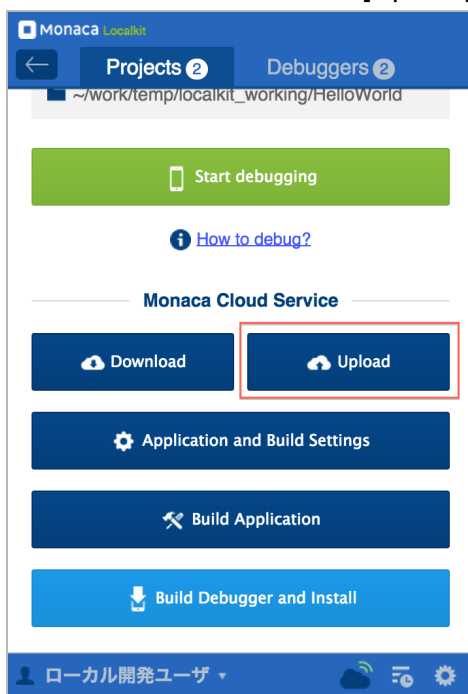 Monaca Localkit
Projects 2
Debuggers 2
~/work/temp/localkit_working/HelloWorld
Start debugging
How to debug?
Monaca Cloud Service
Download
Upload
Application and Build Settings
Build Application
Build Debugger and Install
ローカル開発ユーザ